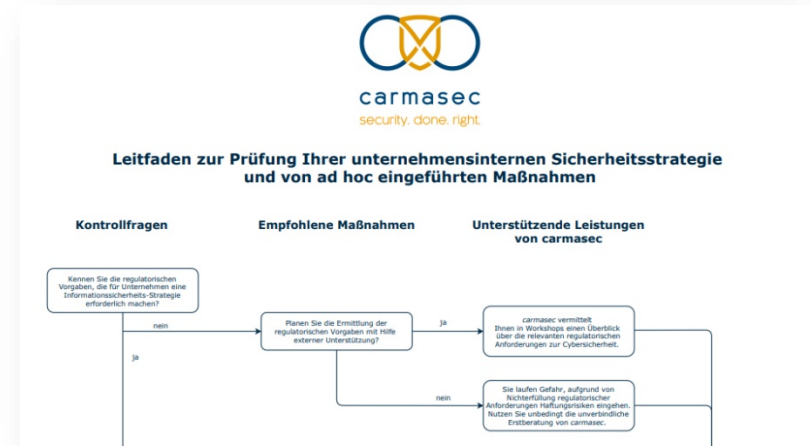 carmasec
security. done. right.
Leitfaden zur Prüfung Ihrer unternehmensinternen Sicherheitsstrategie
und von ad hoc eingeführten Maßnahmen
Kontrollfragen
Empfohlene Maßnahmen
Unterstützende Leistungen
von carmasec
Kennen Sie die regulatorischen
Vorgaben, die für Unternehmen eine
Informationssicherheits-Strategie
erforderlich machen?
nein
Planen Sie die Ermittlung der
regulatorischen Vorgaben mit Hilfe
externer Unterstützung?
ja
carmasec vermittelt
Ihnen in Workshops einen Überblick
über die relevanten regulatorischen
Anforderungen zur Cybersicherheit.
ja
nein
Sie laufen Gefahr, aufgrund von
Nichterfüllung regulatorischer
Anforderungen Haftungsrisiken eingehen.
Nutzen Sie unbedingt die unverbindliche
Erstberatung von carmasec.